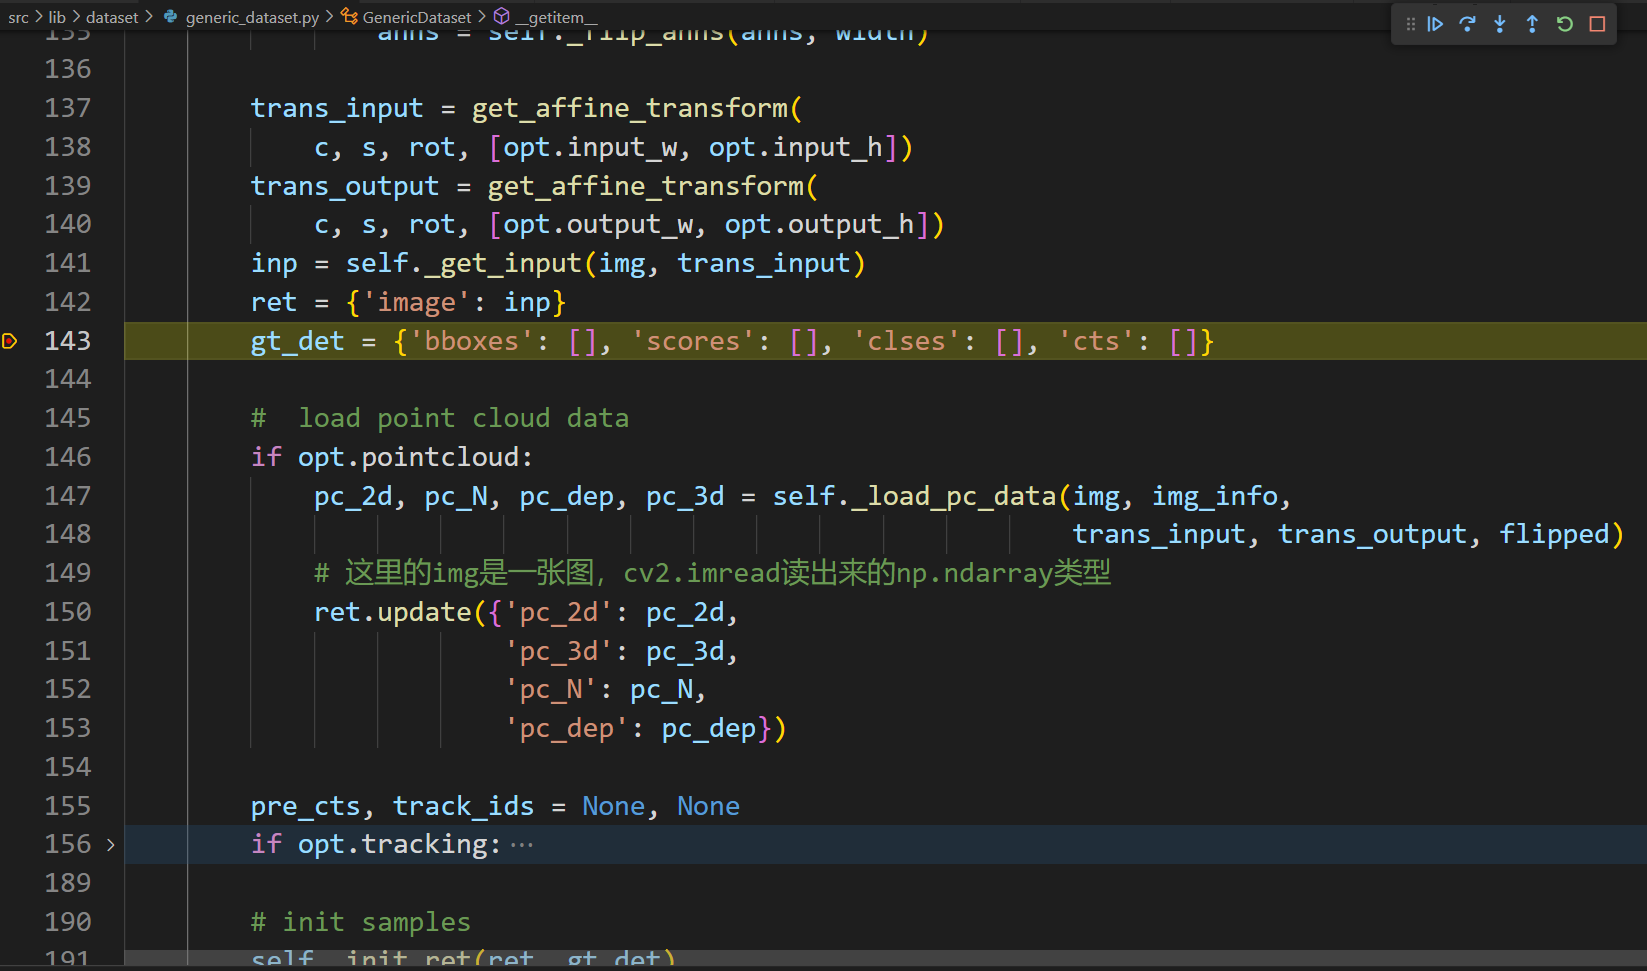 src > lib > dataset > generic_dataset.py > GenericDataset > __getitem__
135 anns = self._flip_anns(anns, width)
136
137 trans_input = get_affine_transform(
138 c, s, rot, [opt.input_w, opt.input_h])
139 trans_output = get_affine_transform(
140 c, s, rot, [opt.output_w, opt.output_h])
141 inp = self._get_input(img, trans_input)
142 ret = {'image': inp}
143 gt_det = {'bboxes': [], 'scores': [], 'clses': [], 'cts': []}
144
145 #  load point cloud data
146 if opt.pointcloud:
147 pc_2d, pc_N, pc_dep, pc_3d = self._load_pc_data(img, img_info,
148 trans_input, trans_output, flipped)
149 # 这里的img是一张图，cv2.imread读出来的np.ndarray类型
150 ret.update({'pc_2d': pc_2d,
151 'pc_3d': pc_3d,
152 'pc_N': pc_N,
153 'pc_dep': pc_dep})
154
155 pre_cts, track_ids = None, None
156 > if opt.tracking:···
189
190 # init samples
191 self._init_ret(ret, gt_det)